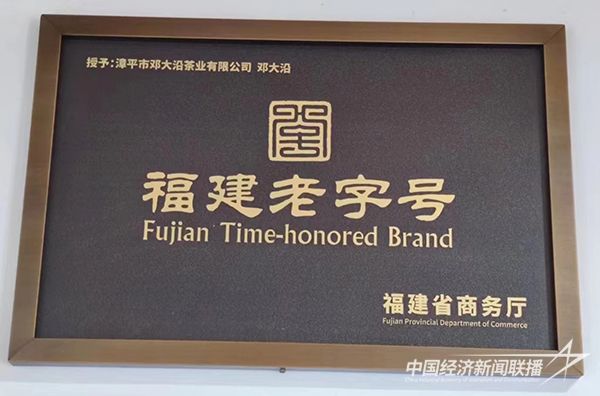 授予:漳平市邓大沿茶业有限公司 邓大沿
福建老字号
Fujian Time-honored Brand
福建省商务厅
Fujian Provincial Department of Commerce
中国经济新闻联播